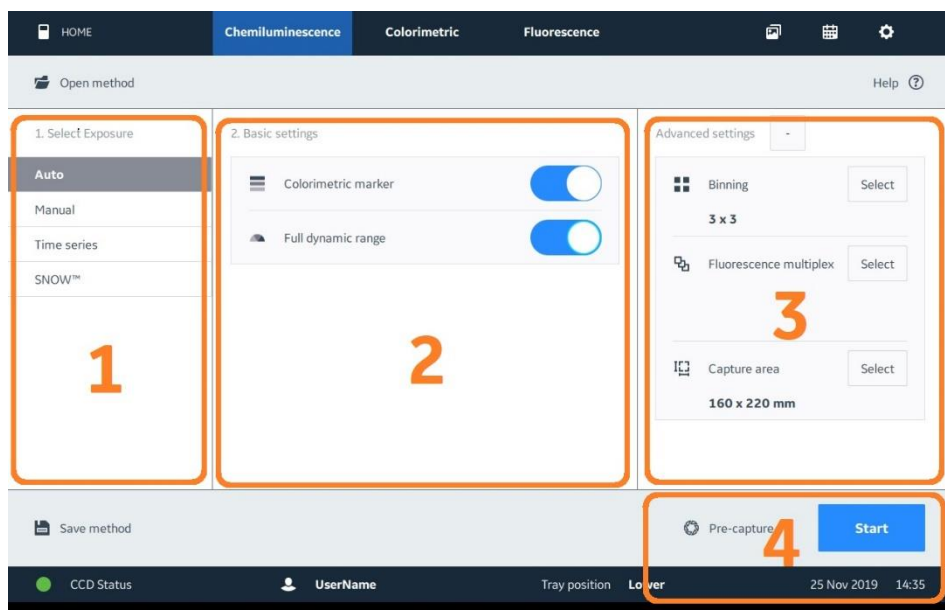 HOME Chemiluminescence Colorimetric Fluorescence
Open method Help ?
1. Select Exposure
Auto
Manual
Time series
SNOW™
1
2. Basic settings
Colorimetric marker
Full dynamic range
2
Advanced settings -
Binning Select
3 x 3
Fluorescence multiplex Select
3
Capture area Select
160 x 220 mm
Save method Pre-capture Start
4
CCD Status UserName Tray position Lower 25 Nov 2019 14:35